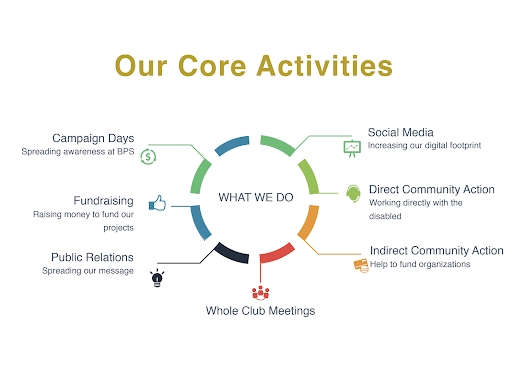 Our Core Activities
Campaign Days
Spreading awareness at BPS
Social Media
Increasing our digital footprint
$
WHAT WE DO
Fundraising
Raising money to fund our
projects
Direct Community Action
Working directly with the
disabled
Public Relations
Spreading our message
Indirect Community Action
Help to fund organizations
Whole Club Meetings